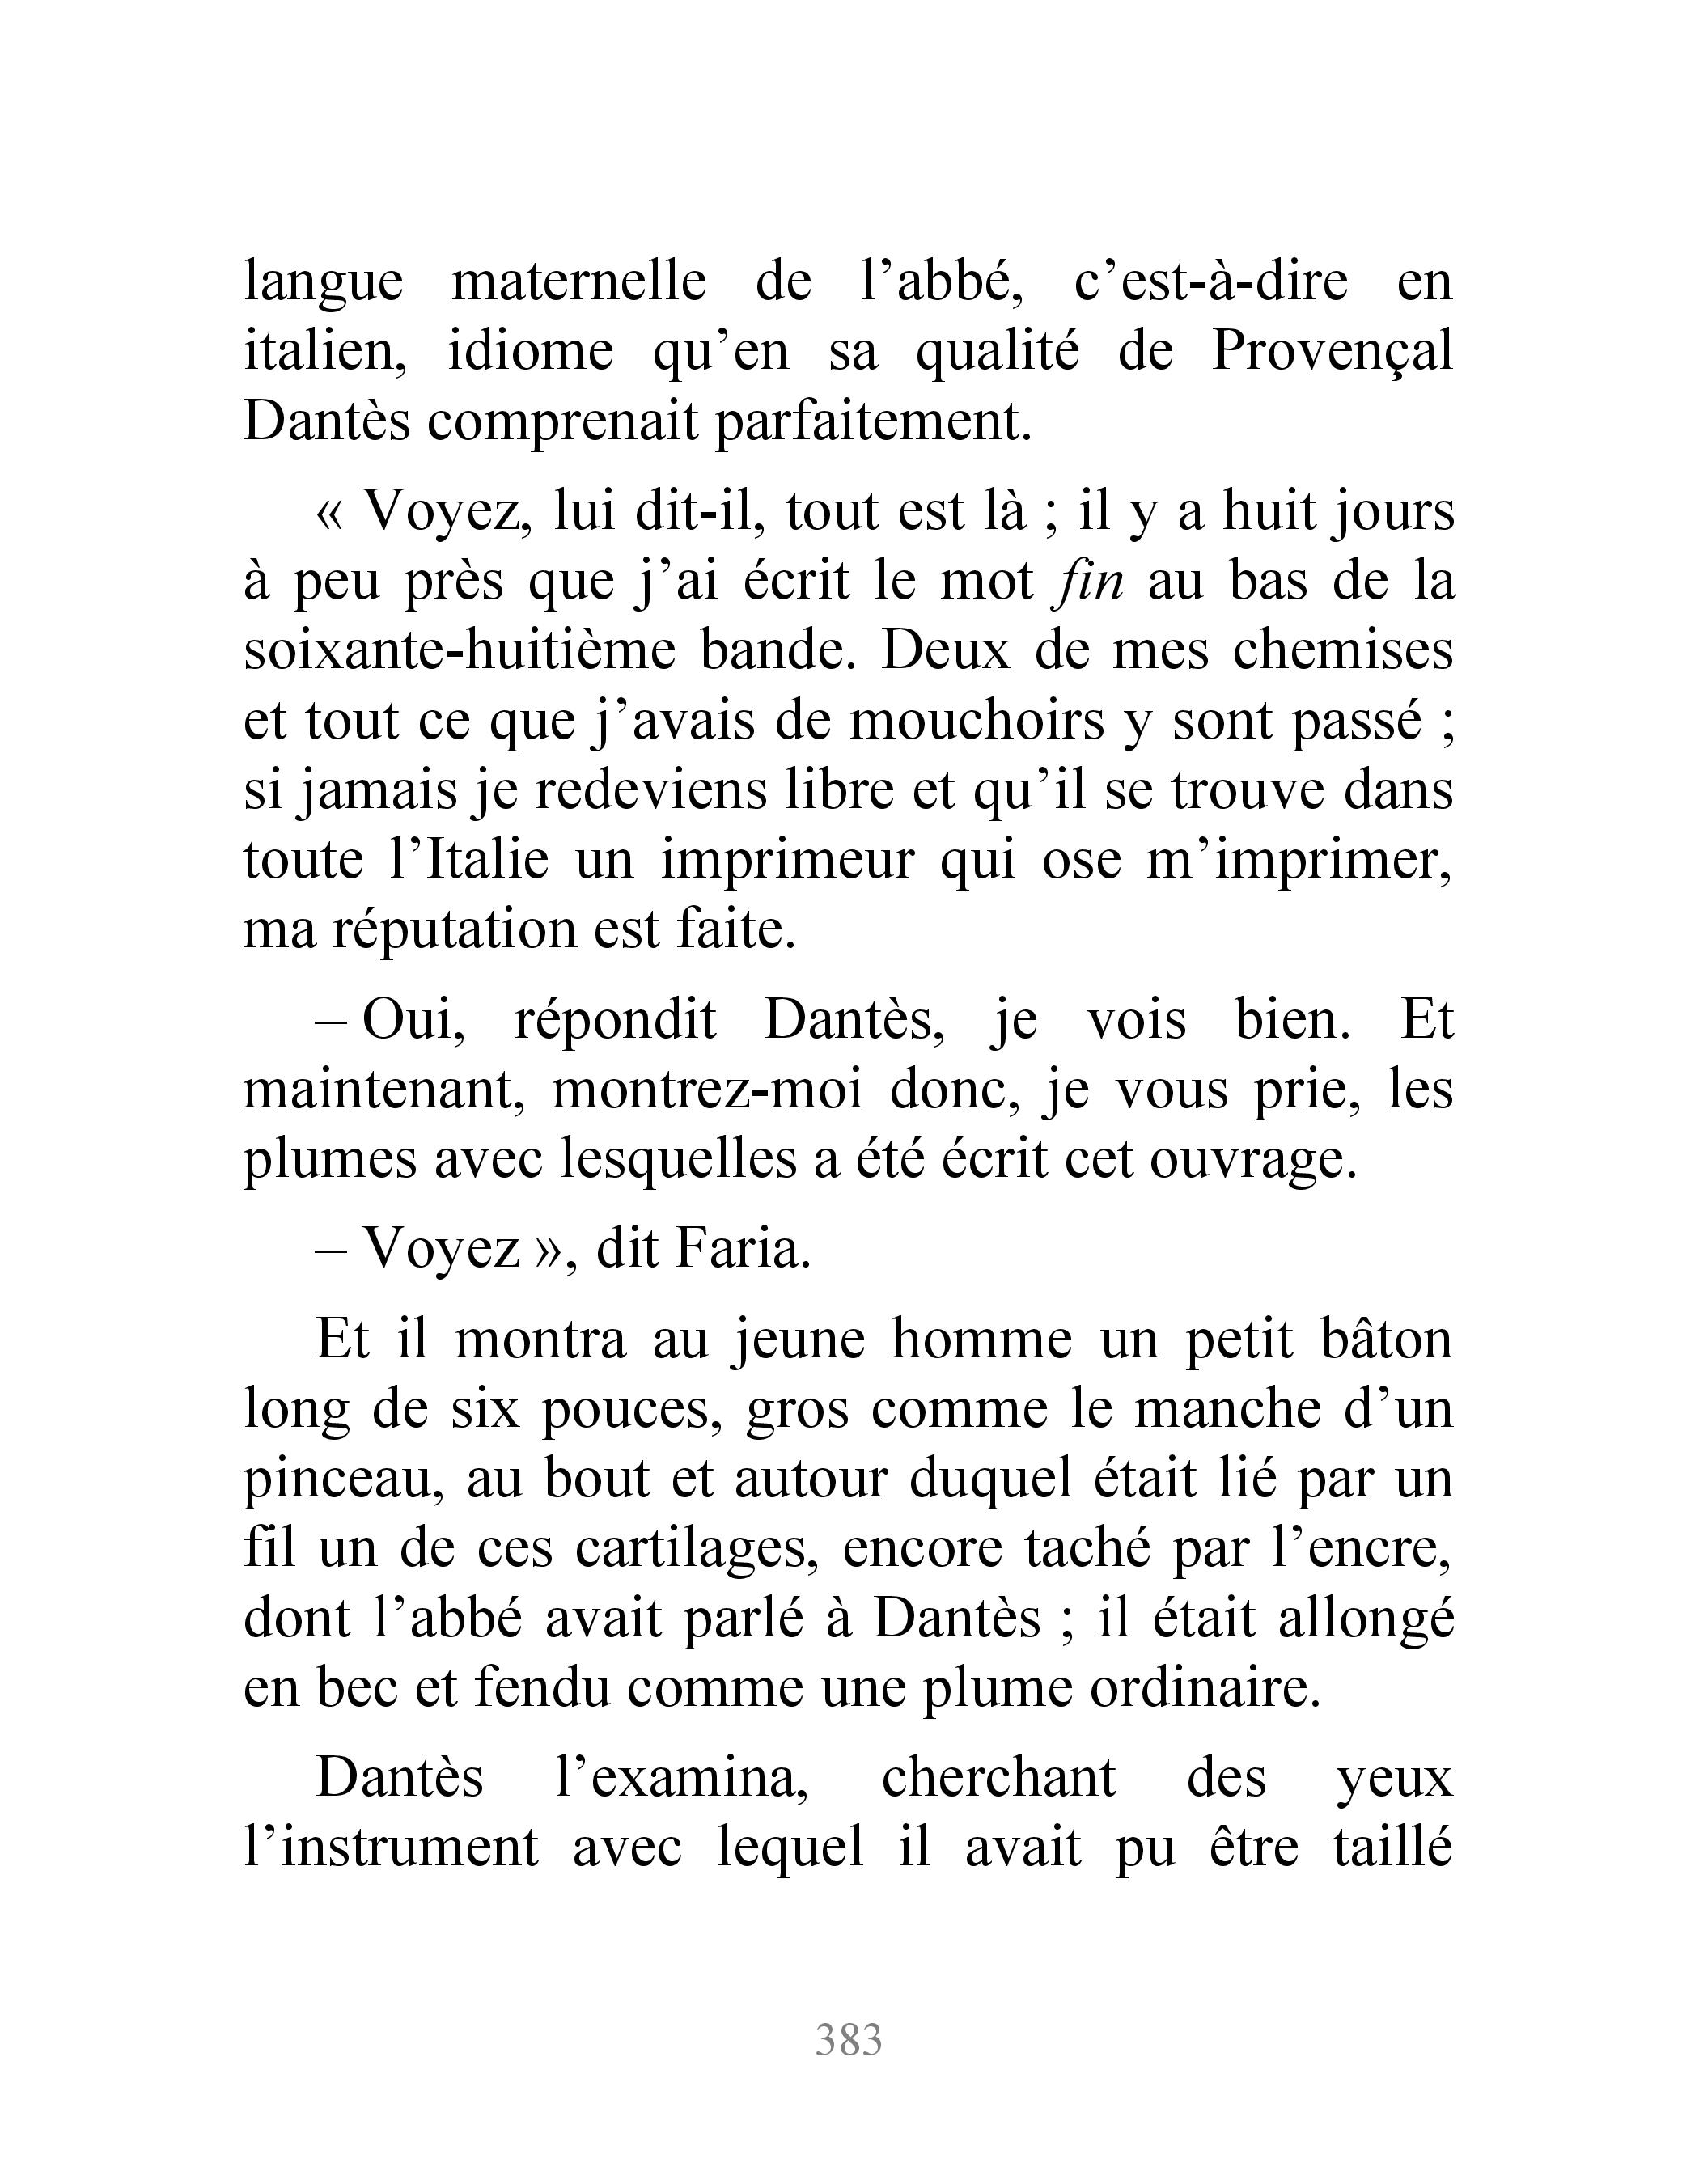 langue maternelle de l’abbé, c’est-à-dire en
italien, idiome qu’en sa qualité de Provençal
Dantès comprenait parfaitement.
« Voyez, lui dit-il, tout est là ; il y a huit jours
à peu près que j’ai écrit le mot fin au bas de la
soixante-huitième bande. Deux de mes chemises
et tout ce que j’avais de mouchoirs y sont passé ;
si jamais je redeviens libre et qu’il se trouve dans
toute l’Italie un imprimeur qui ose m’imprimer,
ma réputation est faite.
– Oui, répondit Dantès, je vois bien. Et
maintenant, montrez-moi donc, je vous prie, les
plumes avec lesquelles a été écrit cet ouvrage.
– Voyez », dit Faria.
Et il montra au jeune homme un petit bâton
long de six pouces, gros comme le manche d’un
pinceau, au bout et autour duquel était lié par un
fil un de ces cartilages, encore taché par l’encre,
dont l’abbé avait parlé à Dantès ; il était allongé
en bec et fendu comme une plume ordinaire.
Dantès l’examina, cherchant des yeux
l’instrument avec lequel il avait pu être taillé
383